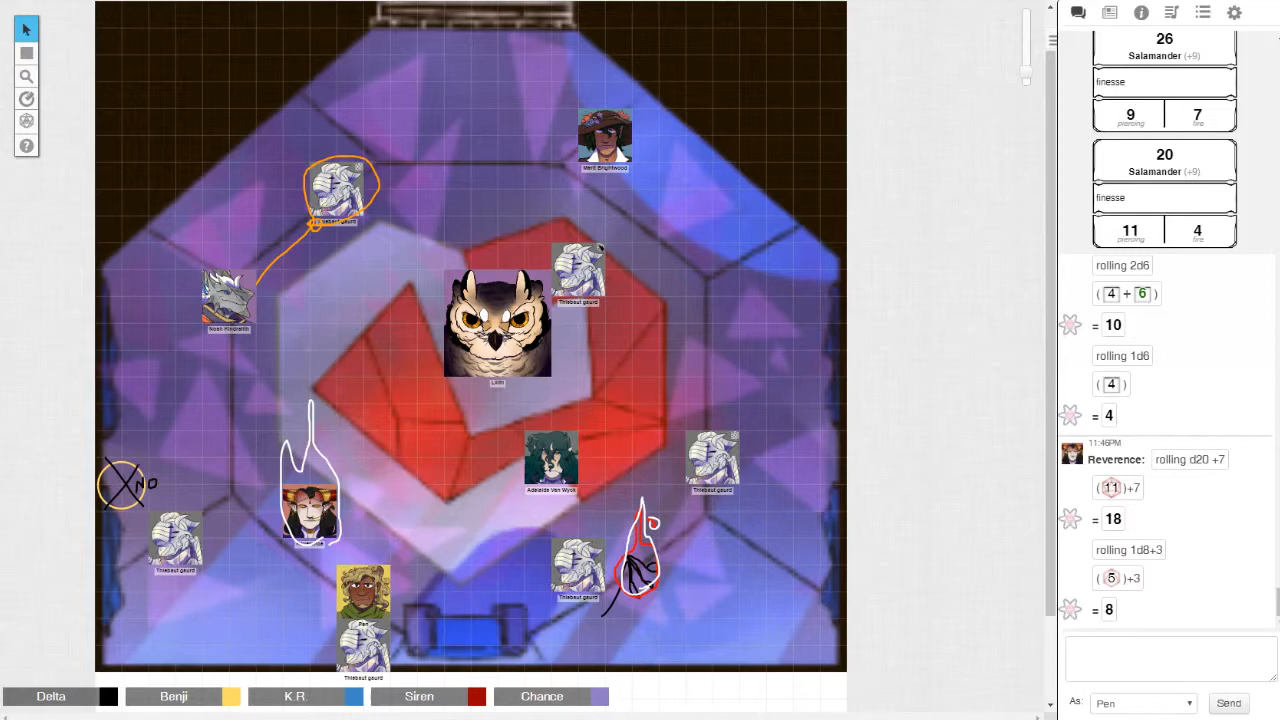 26
Salamander (+9)
finesse
9 7
piercing fire
20
Salamander (+9)
finesse
11 4
piercing fire
rolling 2d6
(4+6)
=10
rolling 1d6
(4)
=4
11:46PM
Reverence: rolling d20 +7
(11)+7
=18
rolling 1d8+3
(5)+3
=8
As: Pen Send
Merit Brightwood
Thiebaut gaurd
Thiebaut gaurd
Noah Kindraith
Lilith
Adelaide Van Wyck
Thiebaut gaurd
NO
Thiebaut gaurd
Thiebaut gaurd
Pen
Thiebaut gaurd
Delta Benji K.R. Siren Chance